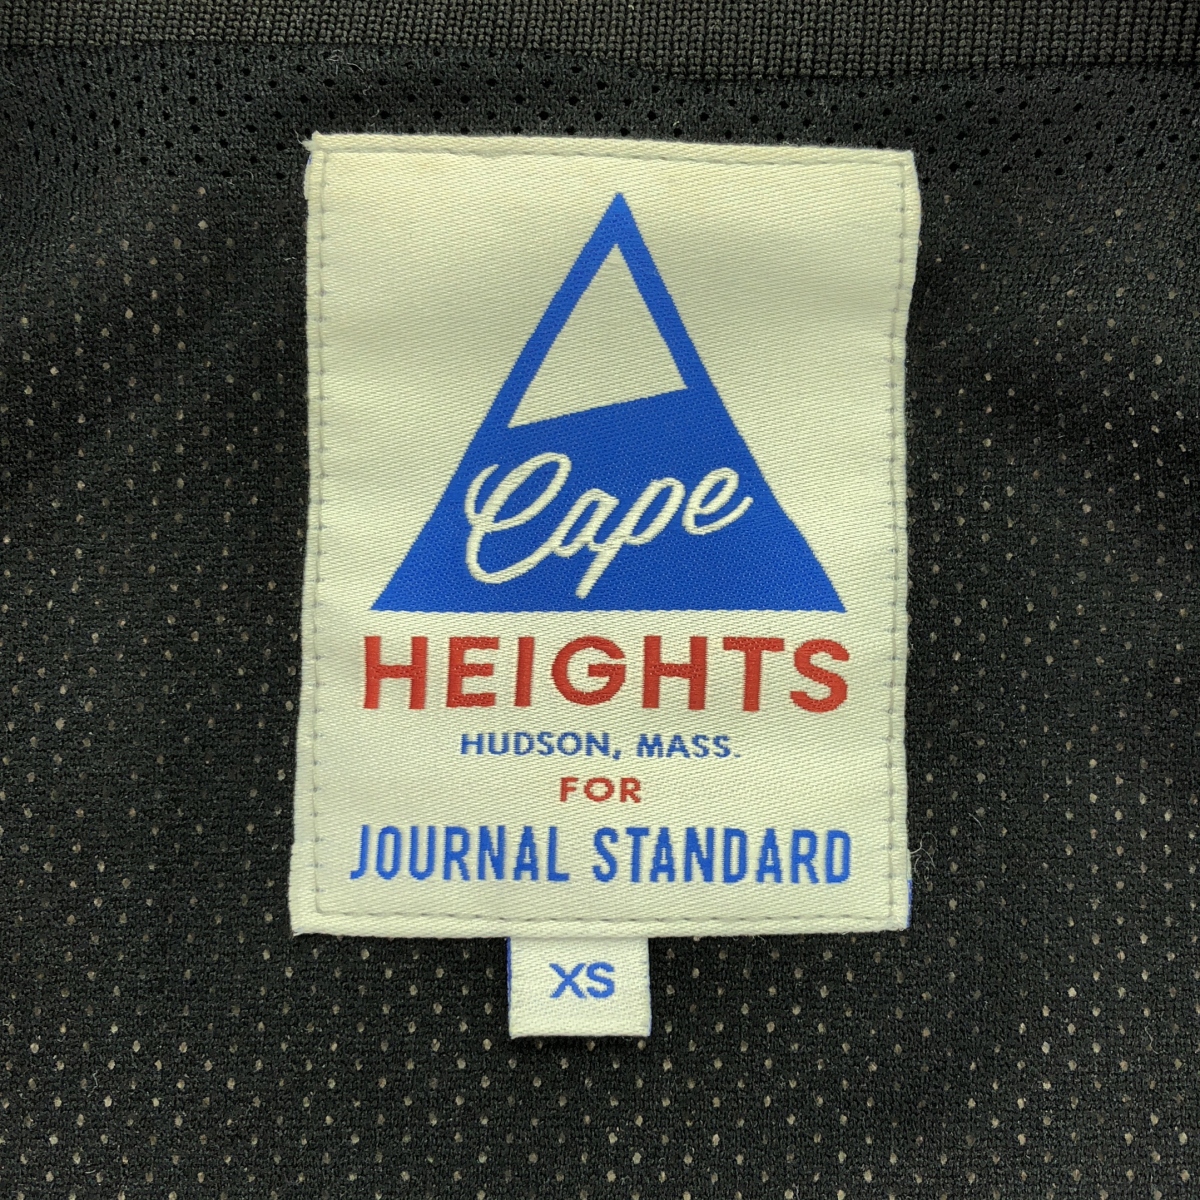 Cape
HEIGHTS
HUDSON, MASS.
FOR
JOURNAL STANDARD
XS